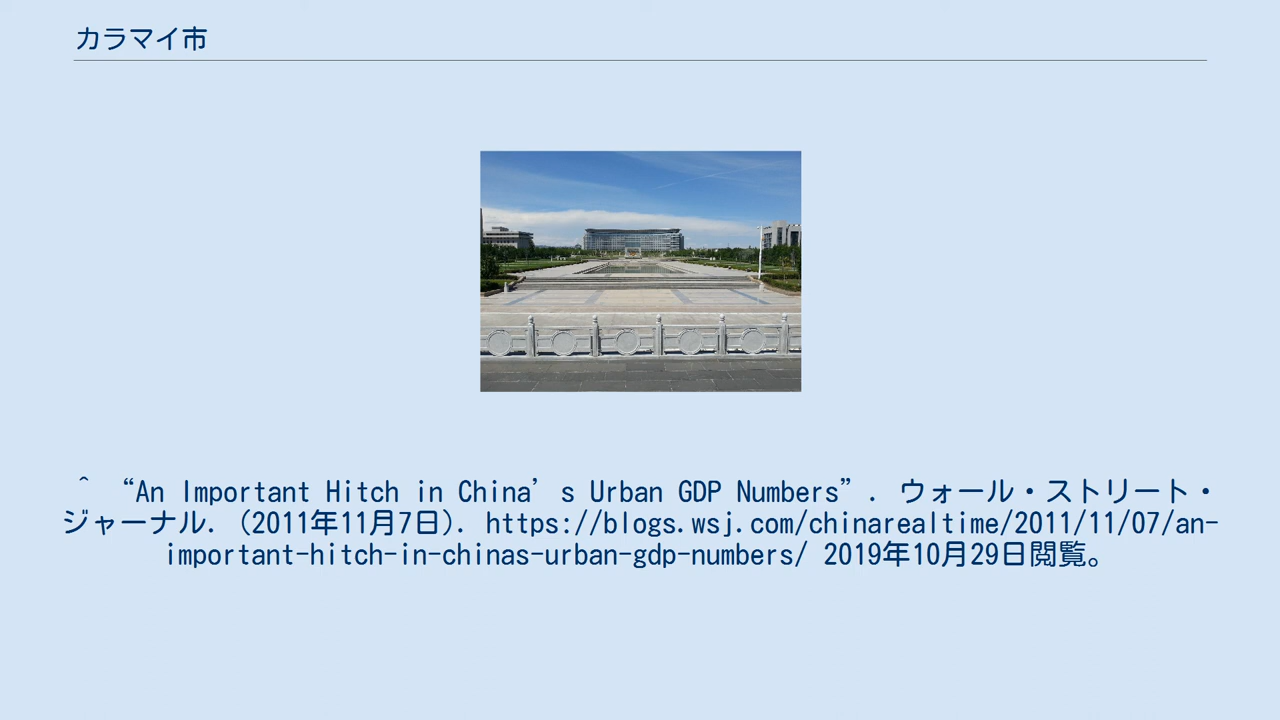 カラマイ市
^ “An Important Hitch in China’s Urban GDP Numbers”. ウォール・ストリート・
ジャーナル. (2011年11月7日). https://blogs.wsj.com/chinarealtime/2011/11/07/an-
important-hitch-in-chinas-urban-gdp-numbers/ 2019年10月29日閲覧。